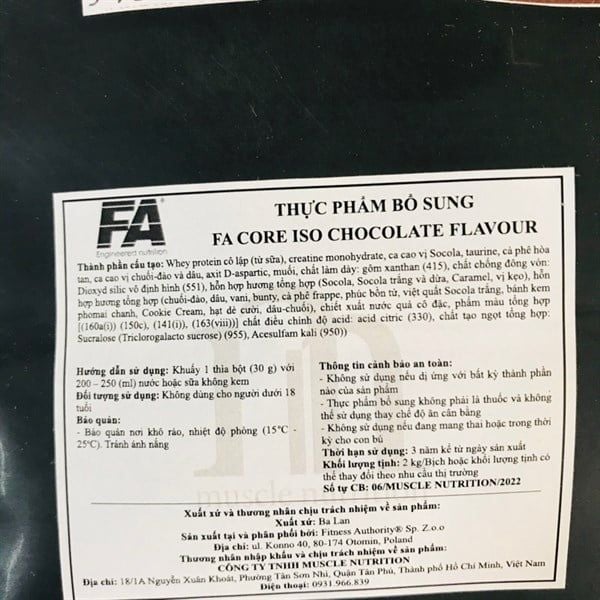 FA
Engineered nutrition
THỰC PHẨM BỔ SUNG
FA CORE ISO CHOCOLATE FLAVOUR
Thành phần cấu tạo: Whey protein cô lập (từ sữa), creatine monohydrate, ca cao vị Socola, taurine, cà phê hòa
tan, ca cao vị chuối-đào và dâu, axit D-aspartic, muối, chất làm dày: gôm xanthan (415), chất chống đông vón:
Dioxyd silic vô định hình (551), hỗn hợp hương tổng hợp (Socola, Socola trắng và dừa, Caramel, vị kẹo), hỗn
hợp hương tổng hợp (chuối-đào, dâu, vani, bunty, cà phê frappe, phúc bồn tử, việt quất Socola trắng, bánh kem
phomai chanh, Cookie Cream, hạt dẻ cười, dâu-chuối), chiết xuất nước quả cô đặc, phẩm màu tổng hợp
[(160a(i)) (150c), (141(i)), (163(viii)] chất điều chỉnh độ acid: acid citric (330), chất tạo ngọt tổng hợp:
Sucralose (Triclorogalacto sucrose) (955), Acesulfam kali (950))
Hướng dẫn sử dụng: Khuấy 1 thìa bột (30 g) với
200 – 250 (ml) nước hoặc sữa không kem
Đối tượng sử dụng: Không dùng cho người dưới 18
tuổi
Bảo quản:
- Bảo quản nơi khô ráo, nhiệt độ phòng (15°C -
25°C). Tránh ánh nắng
Thông tin cảnh báo an toàn:
- Không sử dụng nếu dị ứng với bất kỳ thành phần
nào của sản phẩm
- Thực phẩm bổ sung không phải là thuốc và không
thể sử dụng thay chế độ ăn cân bằng
- Không sử dụng nếu đang mang thai hoặc trong thời
kỳ cho con bú
Thời hạn sử dụng: 3 năm kể từ ngày sản xuất
Khối lượng tịnh: 2 kg/Bịch hoặc khối lượng tịnh có
thể thay đổi theo nhu cầu thị trường
Số tự CB: 06/MUSCLE NUTRITION/2022
Xuất xứ và thương nhân chịu trách nhiệm về sản phẩm:
Xuất xứ: Ba Lan
Sản xuất tại và phân phối bởi: Fitness Authority® Sp. Z.o.o
Địa chỉ: ul. Konno 40, 80-174 Otomin, Poland
Thương nhân nhập khẩu và chịu trách nhiệm về sản phẩm:
CÔNG TY TNHH MUSCLE NUTRITION
Địa chỉ: 18/1A Nguyễn Xuân Khoát, Phường Tân Sơn Nhì, Quận Tân Phú, Thành phố Hồ Chí Minh, Việt Nam
Điện thoại: 0931.966.839